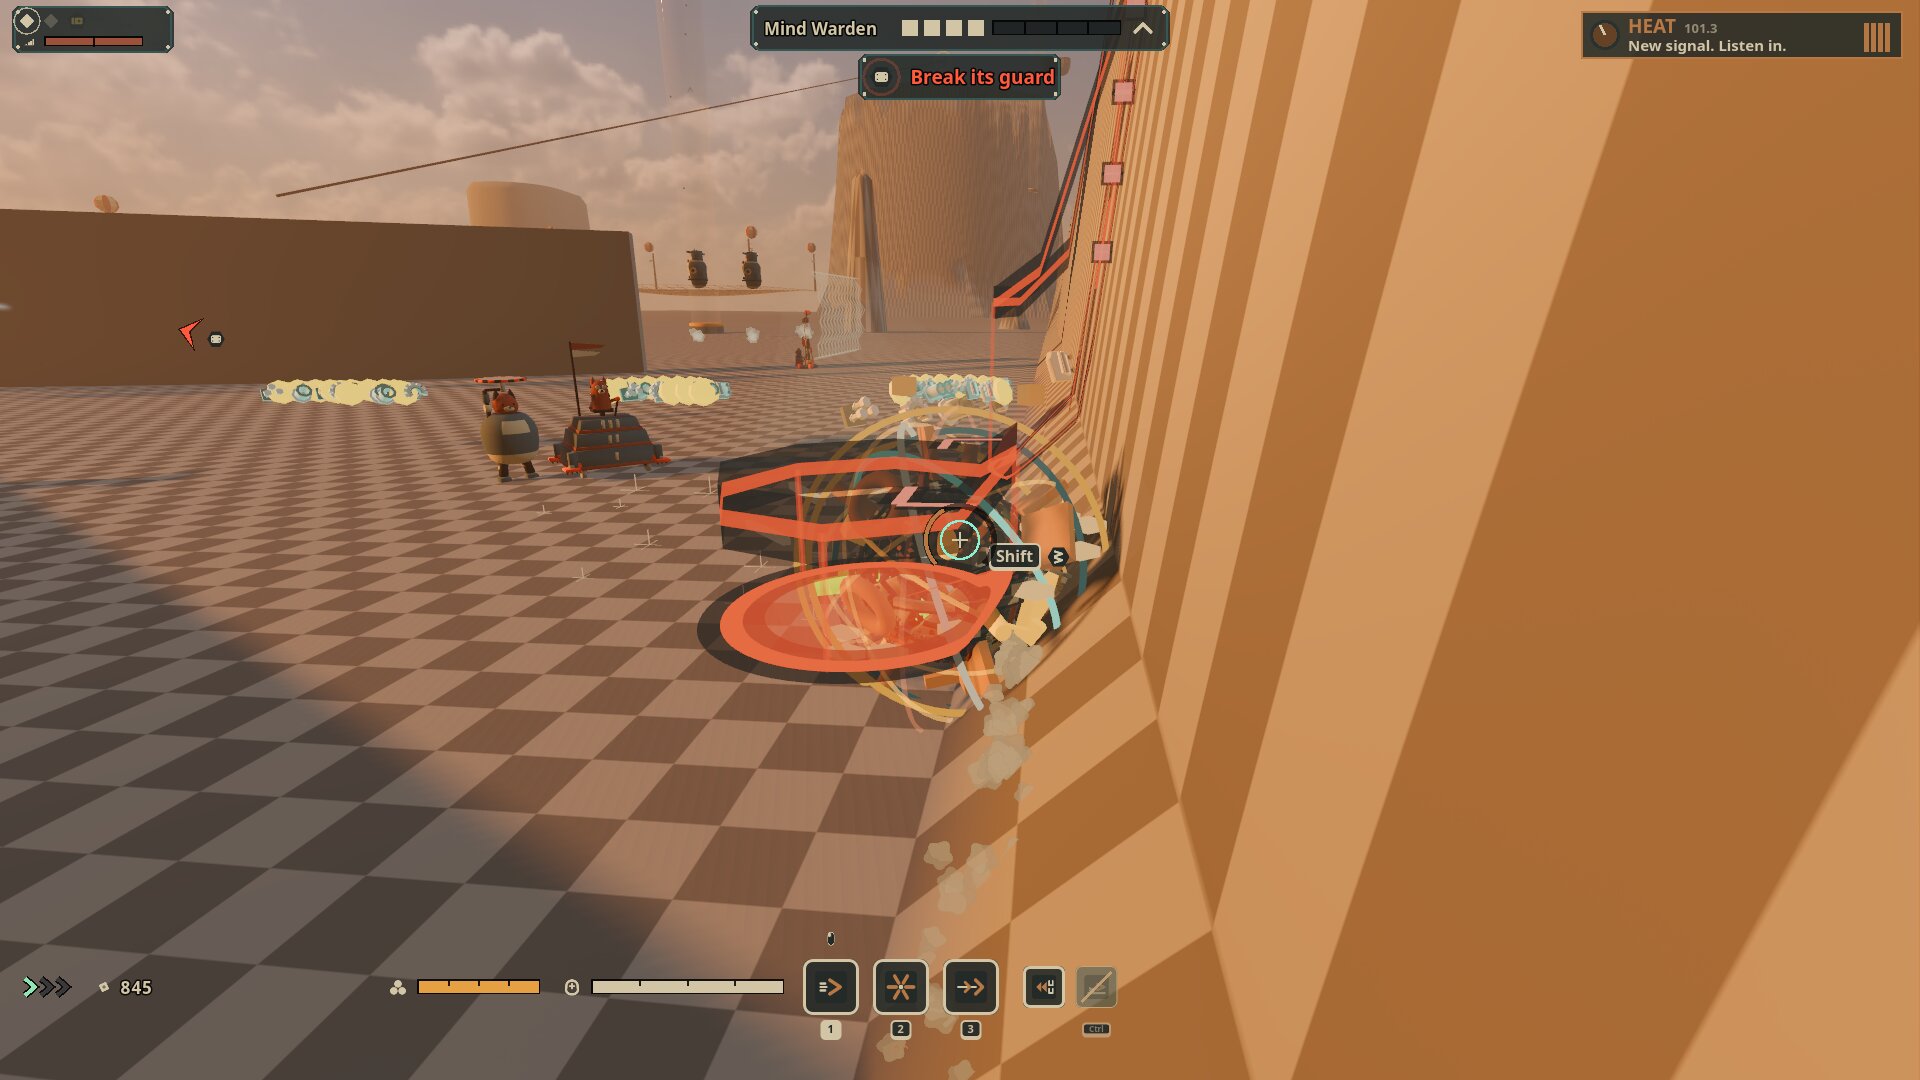 Mind Warden
Break its guard
HEAT 101.3
New signal. Listen in.
Shift
845
1
2
3
Ctrl